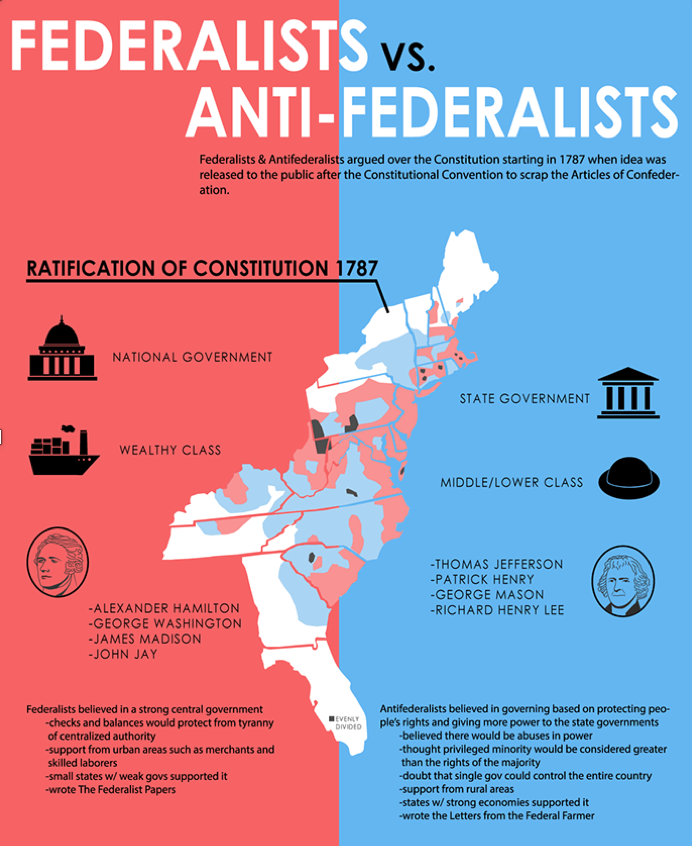 FEDERALISTS VS.
ANTI-FEDERALISTS
Federalists & Antifederalists argued over the Constitution starting in 1787 when idea was
released to the public after the Constitutional Convention to scrap the Articles of Confeder-
ation.
RATIFICATION OF CONSTITUTION 1787
NATIONAL GOVERNMENT
WEALTHY CLASS
-ALEXANDER HAMILTON
-GEORGE WASHINGTON
-JAMES MADISON
-JOHN JAY
Federalists believed in a strong central government
-checks and balances would protect from tyranny
of centralized authority
-support from urban areas such as merchants and
skilled laborers
-small states w/ weak govs supported it
-wrote The Federalist Papers
STATE GOVERNMENT
MIDDLE/LOWER CLASS
-THOMAS JEFFERSON
-PATRICK HENRY
-GEORGE MASON
-RICHARD HENRY LEE
EVENLY
DIVIDED
Antifederalists believed in governing based on protecting peo-
ple's rights and giving more power to the state governments
-believed there would be abuses in power
-thought privileged minority would be considered greater
than the rights of the majority
-doubt that single gov could control the entire country
-support from rural areas
-states w/ strong economies supported it
-wrote the Letters from the Federal Farmer